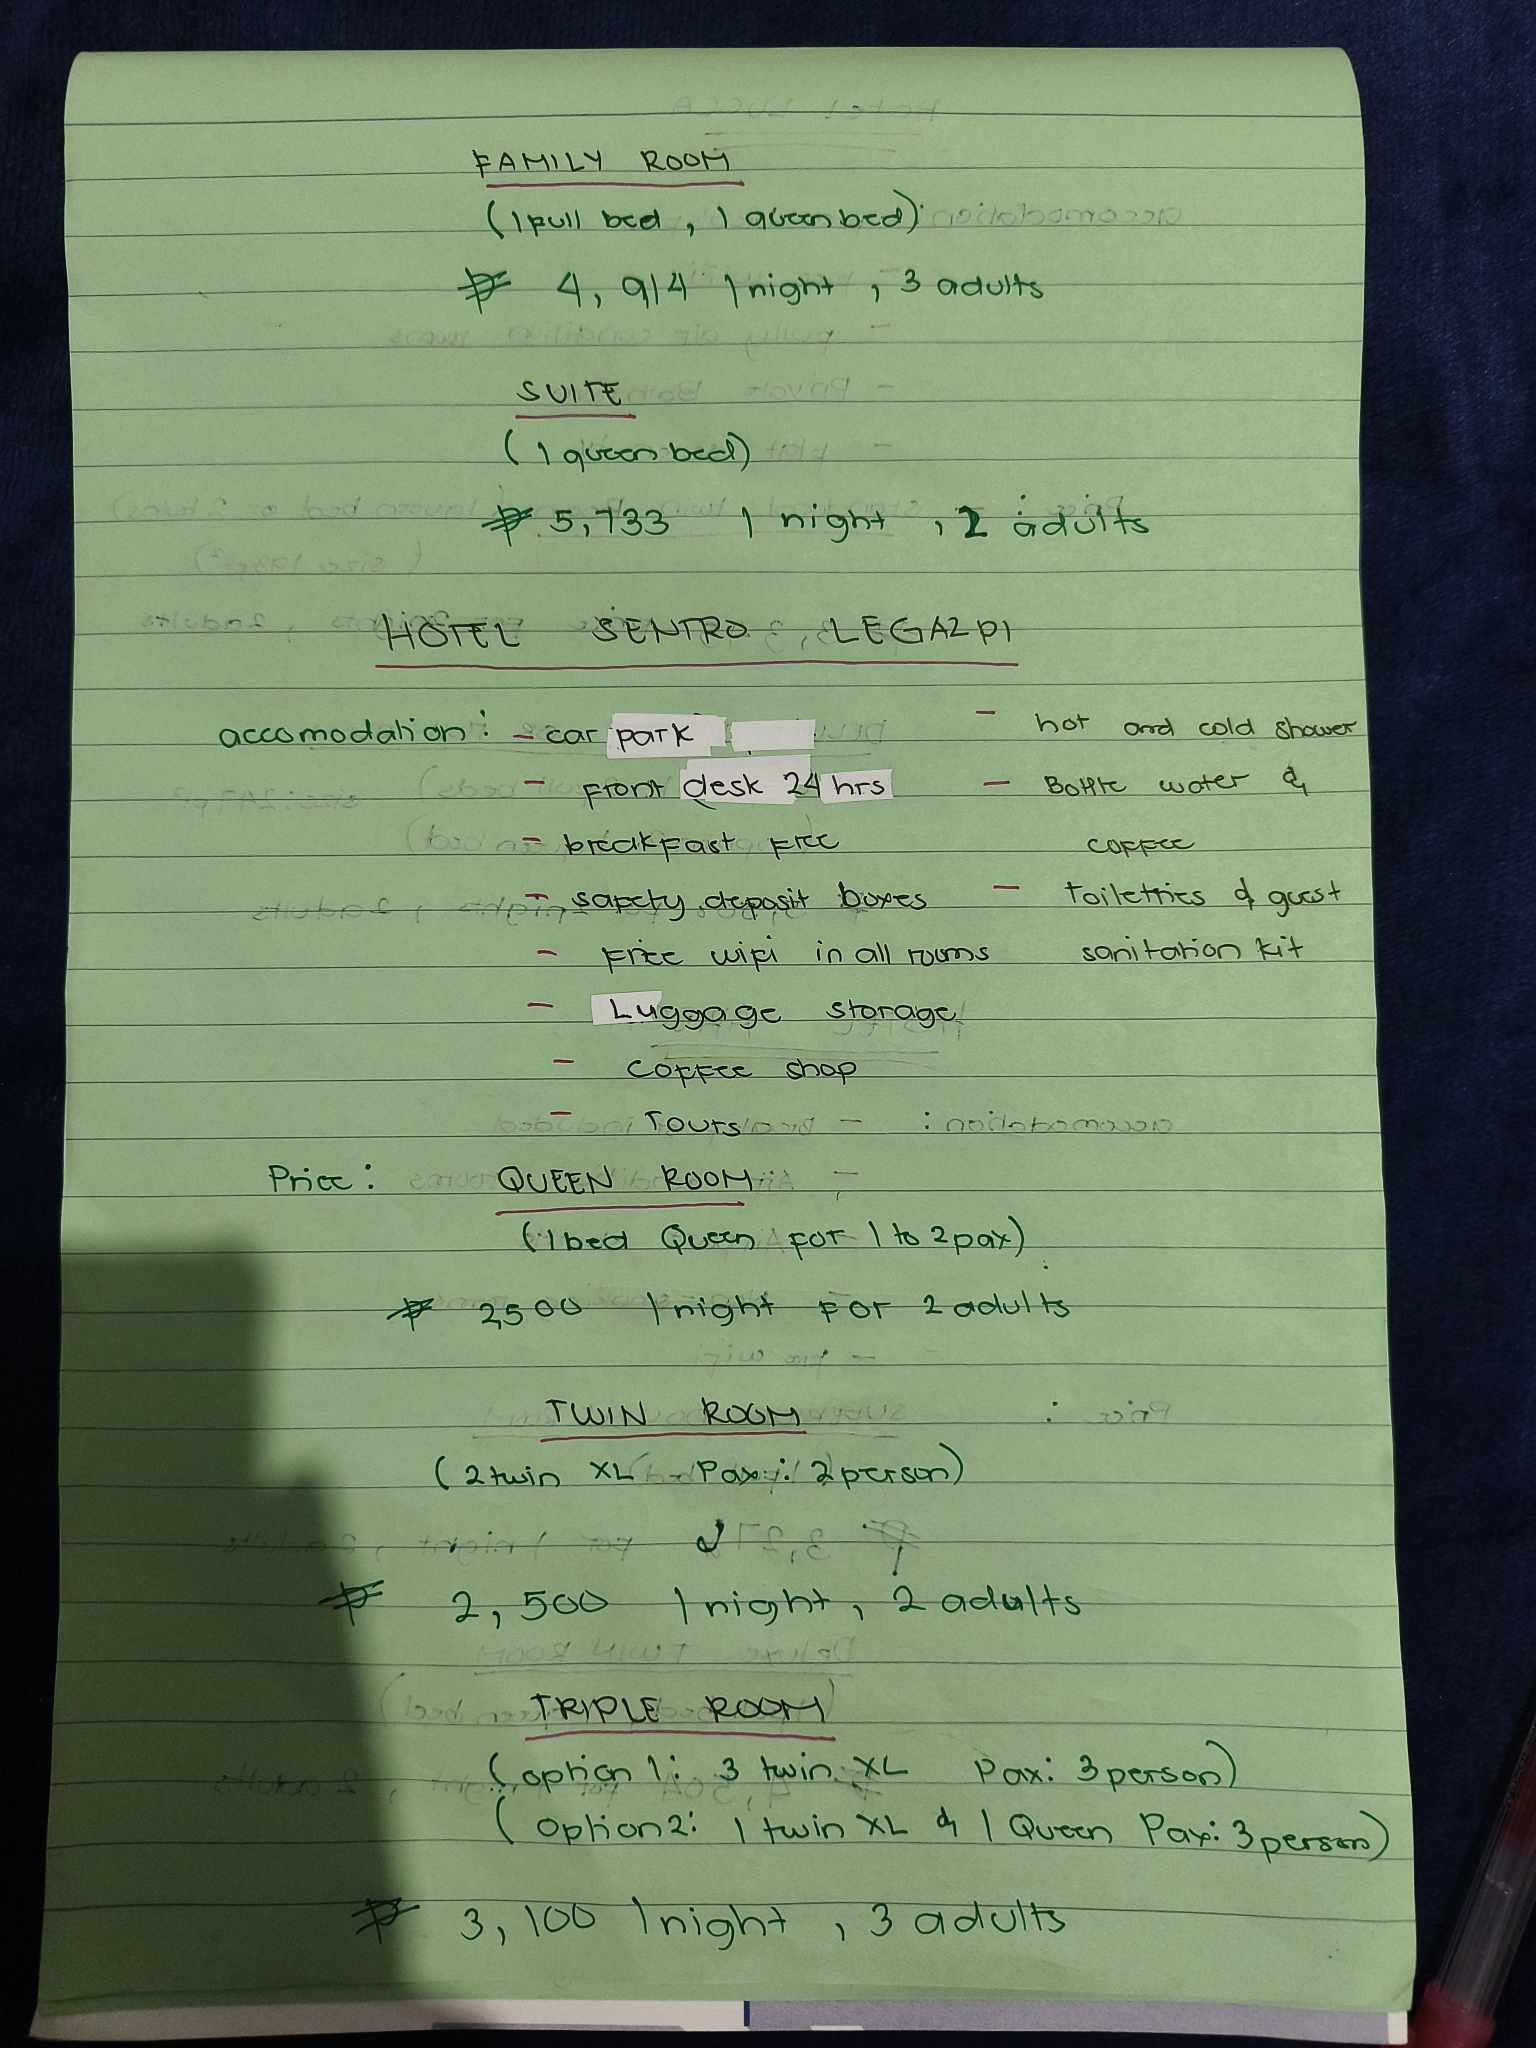 FAMILY ROOM
(1 full bed, 1 queen bed)
₱ 4,914 1 night, 3 adults
SUITE
(1 queen bed)
₱ 5,733 1 night, 2 adults
HOTEL SENTRO LEGAZPI
accomodation: - car park - hot and cold shower
- front desk 24 hrs - Bottle water &
- breakfast free coffee
- safety deposit boxes - toiletries & guest
- free wifi in all rooms sanitation kit
- Luggage storage
- coffee shop
- Tours
Price: QUEEN ROOM
(1 bed Queen for 1 to 2 pax)
₱ 2,500 1 night for 2 adults
TWIN ROOM
(2 twin XL Pax: 2 person)
₱ 2,500 1 night, 2 adults
TRIPLE ROOM
(option 1: 3 twin XL Pax: 3 person)
(option 2: 1 twin XL & 1 Queen Pax: 3 person)
₱ 3,100 1 night, 3 adults